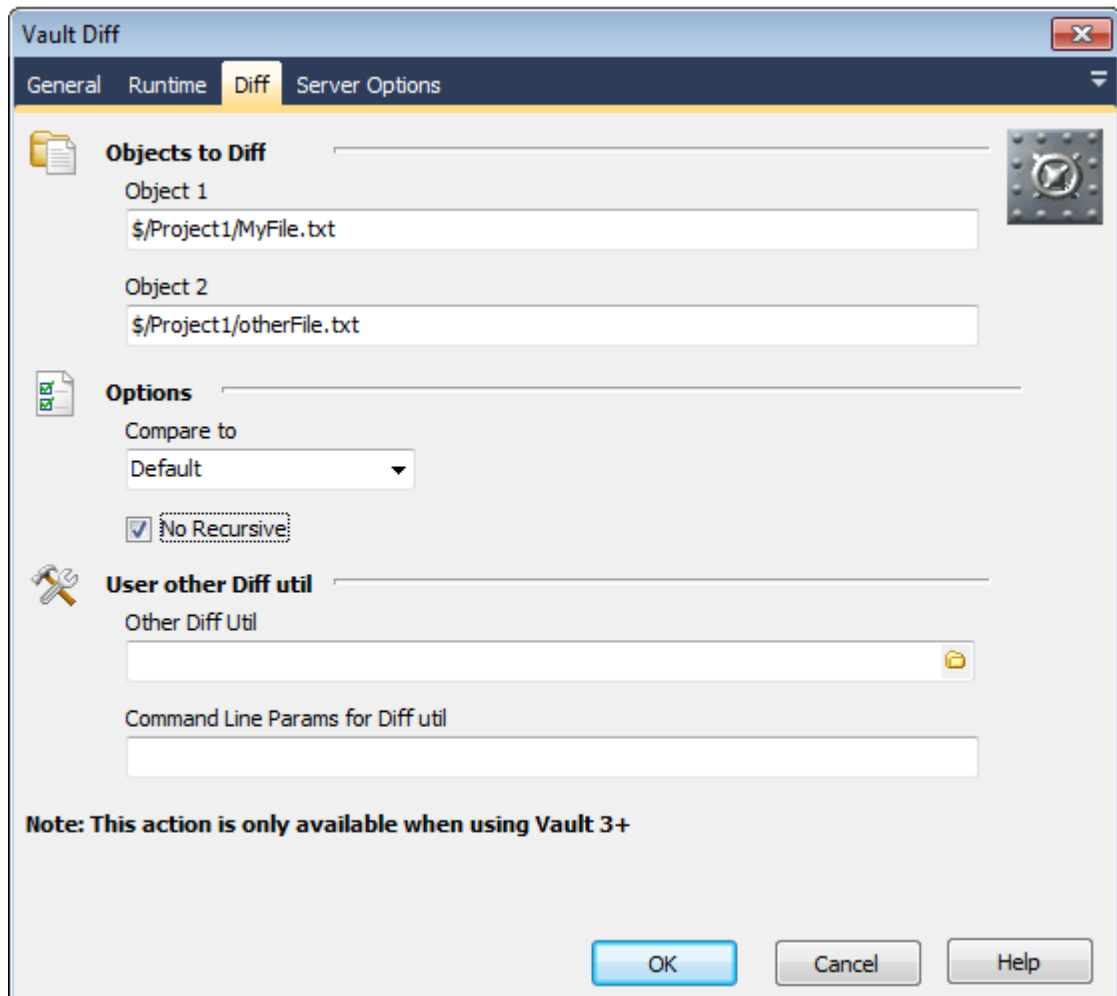 Vault Diff
General Runtime Diff Server Options
Objects to Diff
Object 1
$/Project1/MyFile.txt
Object 2
$/Project1/otherFile.txt
Options
Compare to
Default
No Recursive
User other Diff util
Other Diff Util
Command Line Params for Diff util
Note: This action is only available when using Vault 3+
OK Cancel Help